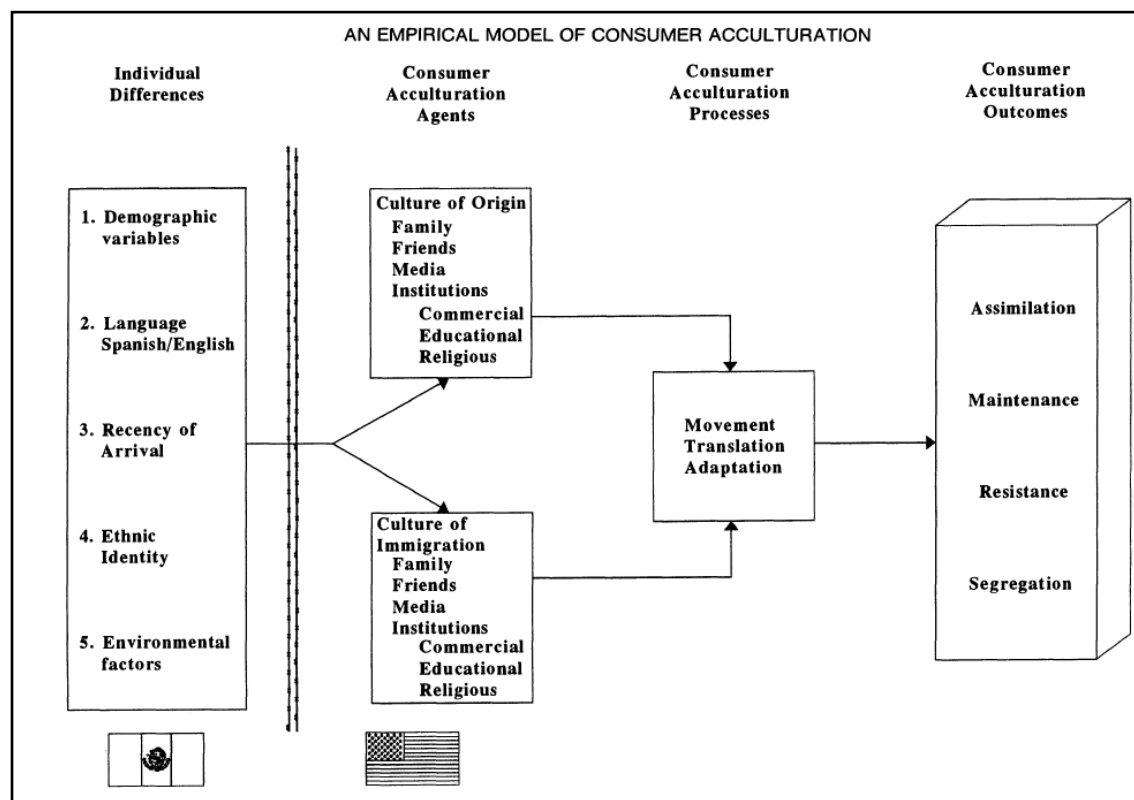 AN EMPIRICAL MODEL OF CONSUMER ACCULTURATION
Individual
Differences
Consumer
Acculturation
Agents
Consumer
Acculturation
Processes
Consumer
Acculturation
Outcomes
1. Demographic
variables
2. Language
Spanish/English
3. Recency of
Arrival
4. Ethnic
Identity
5. Environmental
factors
Culture of Origin
Family
Friends
Media
Institutions
Commercial
Educational
Religious
Culture of
Immigration
Family
Friends
Media
Institutions
Commercial
Educational
Religious
Movement
Translation
Adaptation
Assimilation
Maintenance
Resistance
Segregation